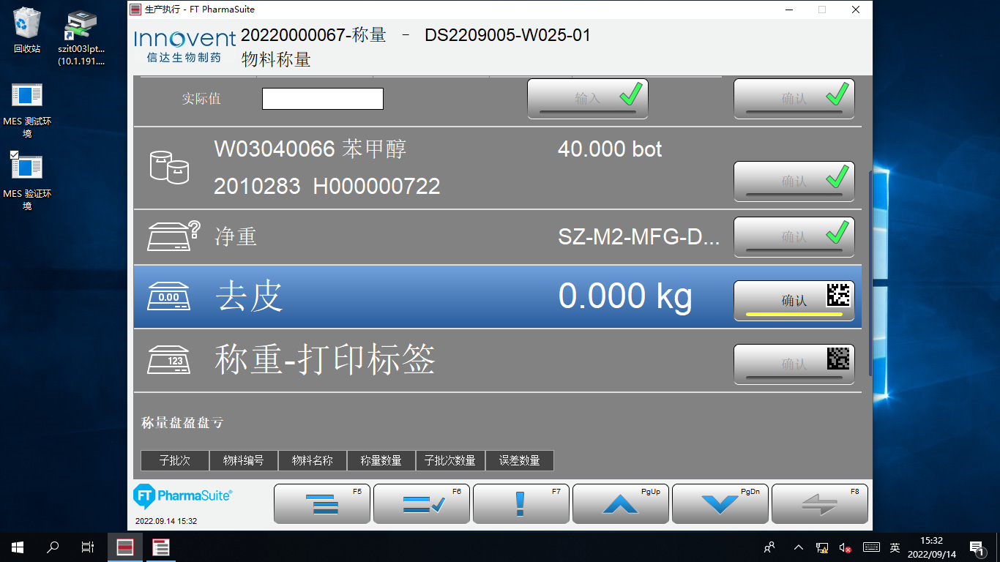 生产执行 - FT PharmaSuite
回收站
szit003lpt...
(10.1.191....
MES 测试环
境
MES 验证环
境
Innovent
信达生物制药
20220000067-称量 - DS2209005-W025-01
物料称量
实际值
输入
确认
W03040066 苯甲醇
40.000 bot
2010283 H000000722
确认
净重
SZ-M2-MFG-D...
确认
0.00
去皮
0.000 kg
确认
123
称重-打印标签
确认
称量盘盈盘亏
子批次 物料编号 物料名称 称量数量 子批次数量 误差数量
FT PharmaSuite®
2022.09.14 15:32
F5
F6
F7
PgUp
PgDn
F8
英
15:32
2022/09/14
1